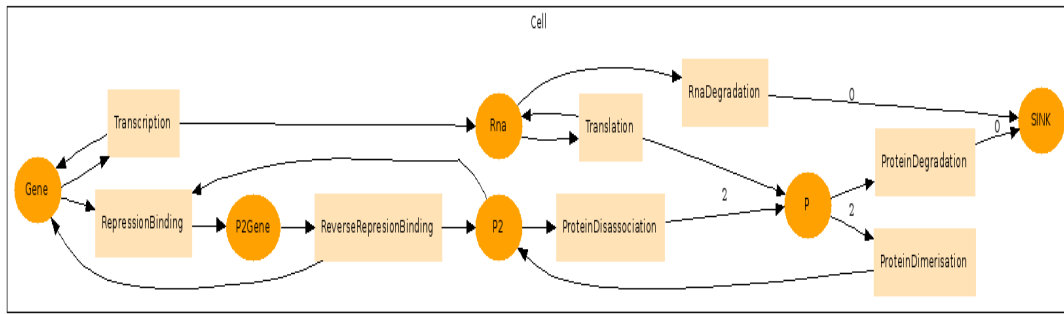 Cell
RnaDegradation
0
SINK
Transcription
Rna
Translation
0
ProteinDegradation
Gene
2
P
2
RepressionBinding
P2Gene
ReverseRepresionBinding
P2
ProteinDisassociation
ProteinDimerisation